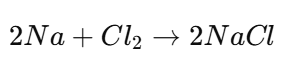 2Na + Cl₂ → 2NaCl